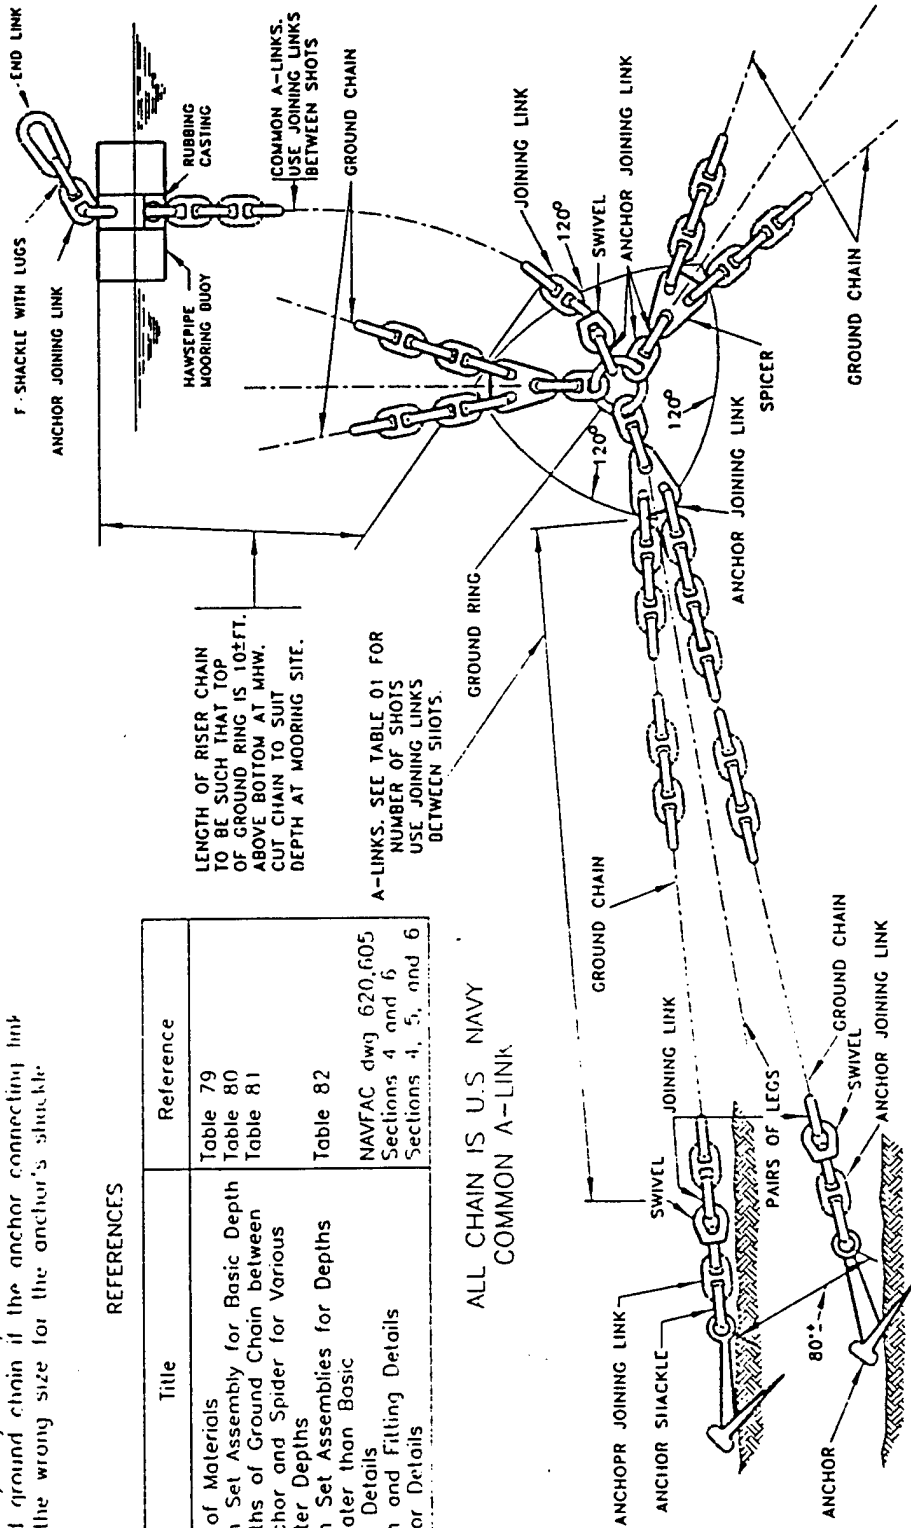 ground chain if the anchor connecting link
the wrong size for the anchor's shackle
REFERENCES
Title
Reference
of Materials
Table 79
Set Assembly for Basic Depth
Table 80
ths of Ground Chain between
Table 81
chor and Spider for Various
ter Depths
Set Assemblies for Depths
Table 82
ater than Basic
Details
NAVFAC dwg 620,605
and Fitting Details
Sections 4 and 6
or Details
Sections 4, 5, and 6
ALL CHAIN IS U.S NAVY
COMMON A-LINK
F-SHACKLE WITH LUGS
END LINK
ANCHOR JOINING LINK
RUBBING
CASTING
HAWSEPIPE
MOORING BUOY
COMMON A-LINKS.
USE JOINING LINKS
BETWEEN SHOTS
GROUND CHAIN
LENGTH OF RISER CHAIN
TO BE SUCH THAT TOP
OF GROUND RING IS 10±FT.
ABOVE BOTTOM AT MHW.
CUT CHAIN TO SUIT
DEPTH AT MOORING SITE.
A-LINKS. SEE TABLE 01 FOR
NUMBER OF SHOTS
USE JOINING LINKS
BETWEEN SHOTS.
JOINING LINK
120°
SWIVEL
ANCHOR JOINING LINK
GROUND RING
120°
120°
SPICER
GROUND CHAIN
ANCHOR JOINING LINK
GROUND CHAIN
JOINING LINK
SWIVEL
PAIRS OF LEGS
ANCHOPR JOINING LINK
ANCHOR SHACKLE
GROUND CHAIN
SWIVEL
ANCHOR JOINING LINK
80°±
ANCHOR